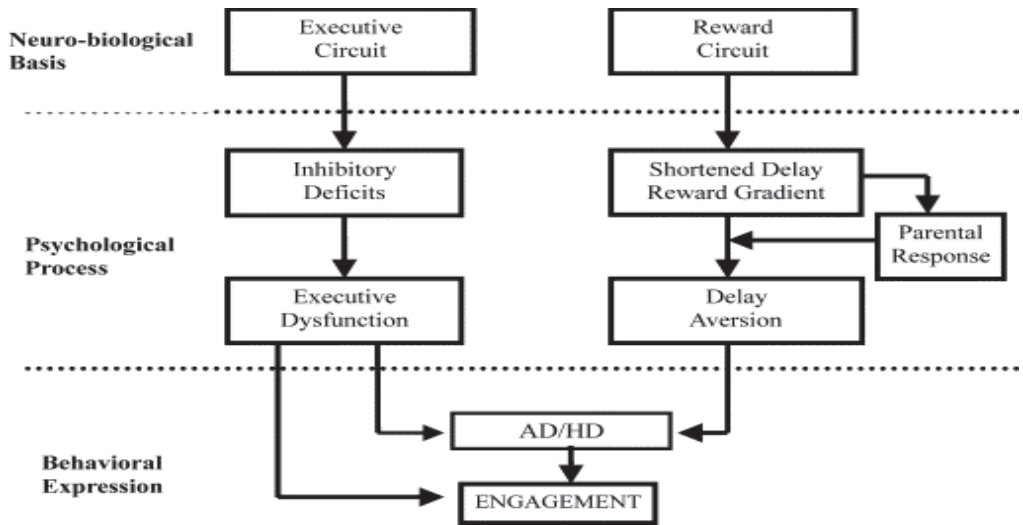 Neuro-biological
Basis
Executive
Circuit
Reward
Circuit
Psychological
Process
Inhibitory
Deficits
Shortened Delay
Reward Gradient
Parental
Response
Executive
Dysfunction
Delay
Aversion
Behavioral
Expression
AD/HD
ENGAGEMENT